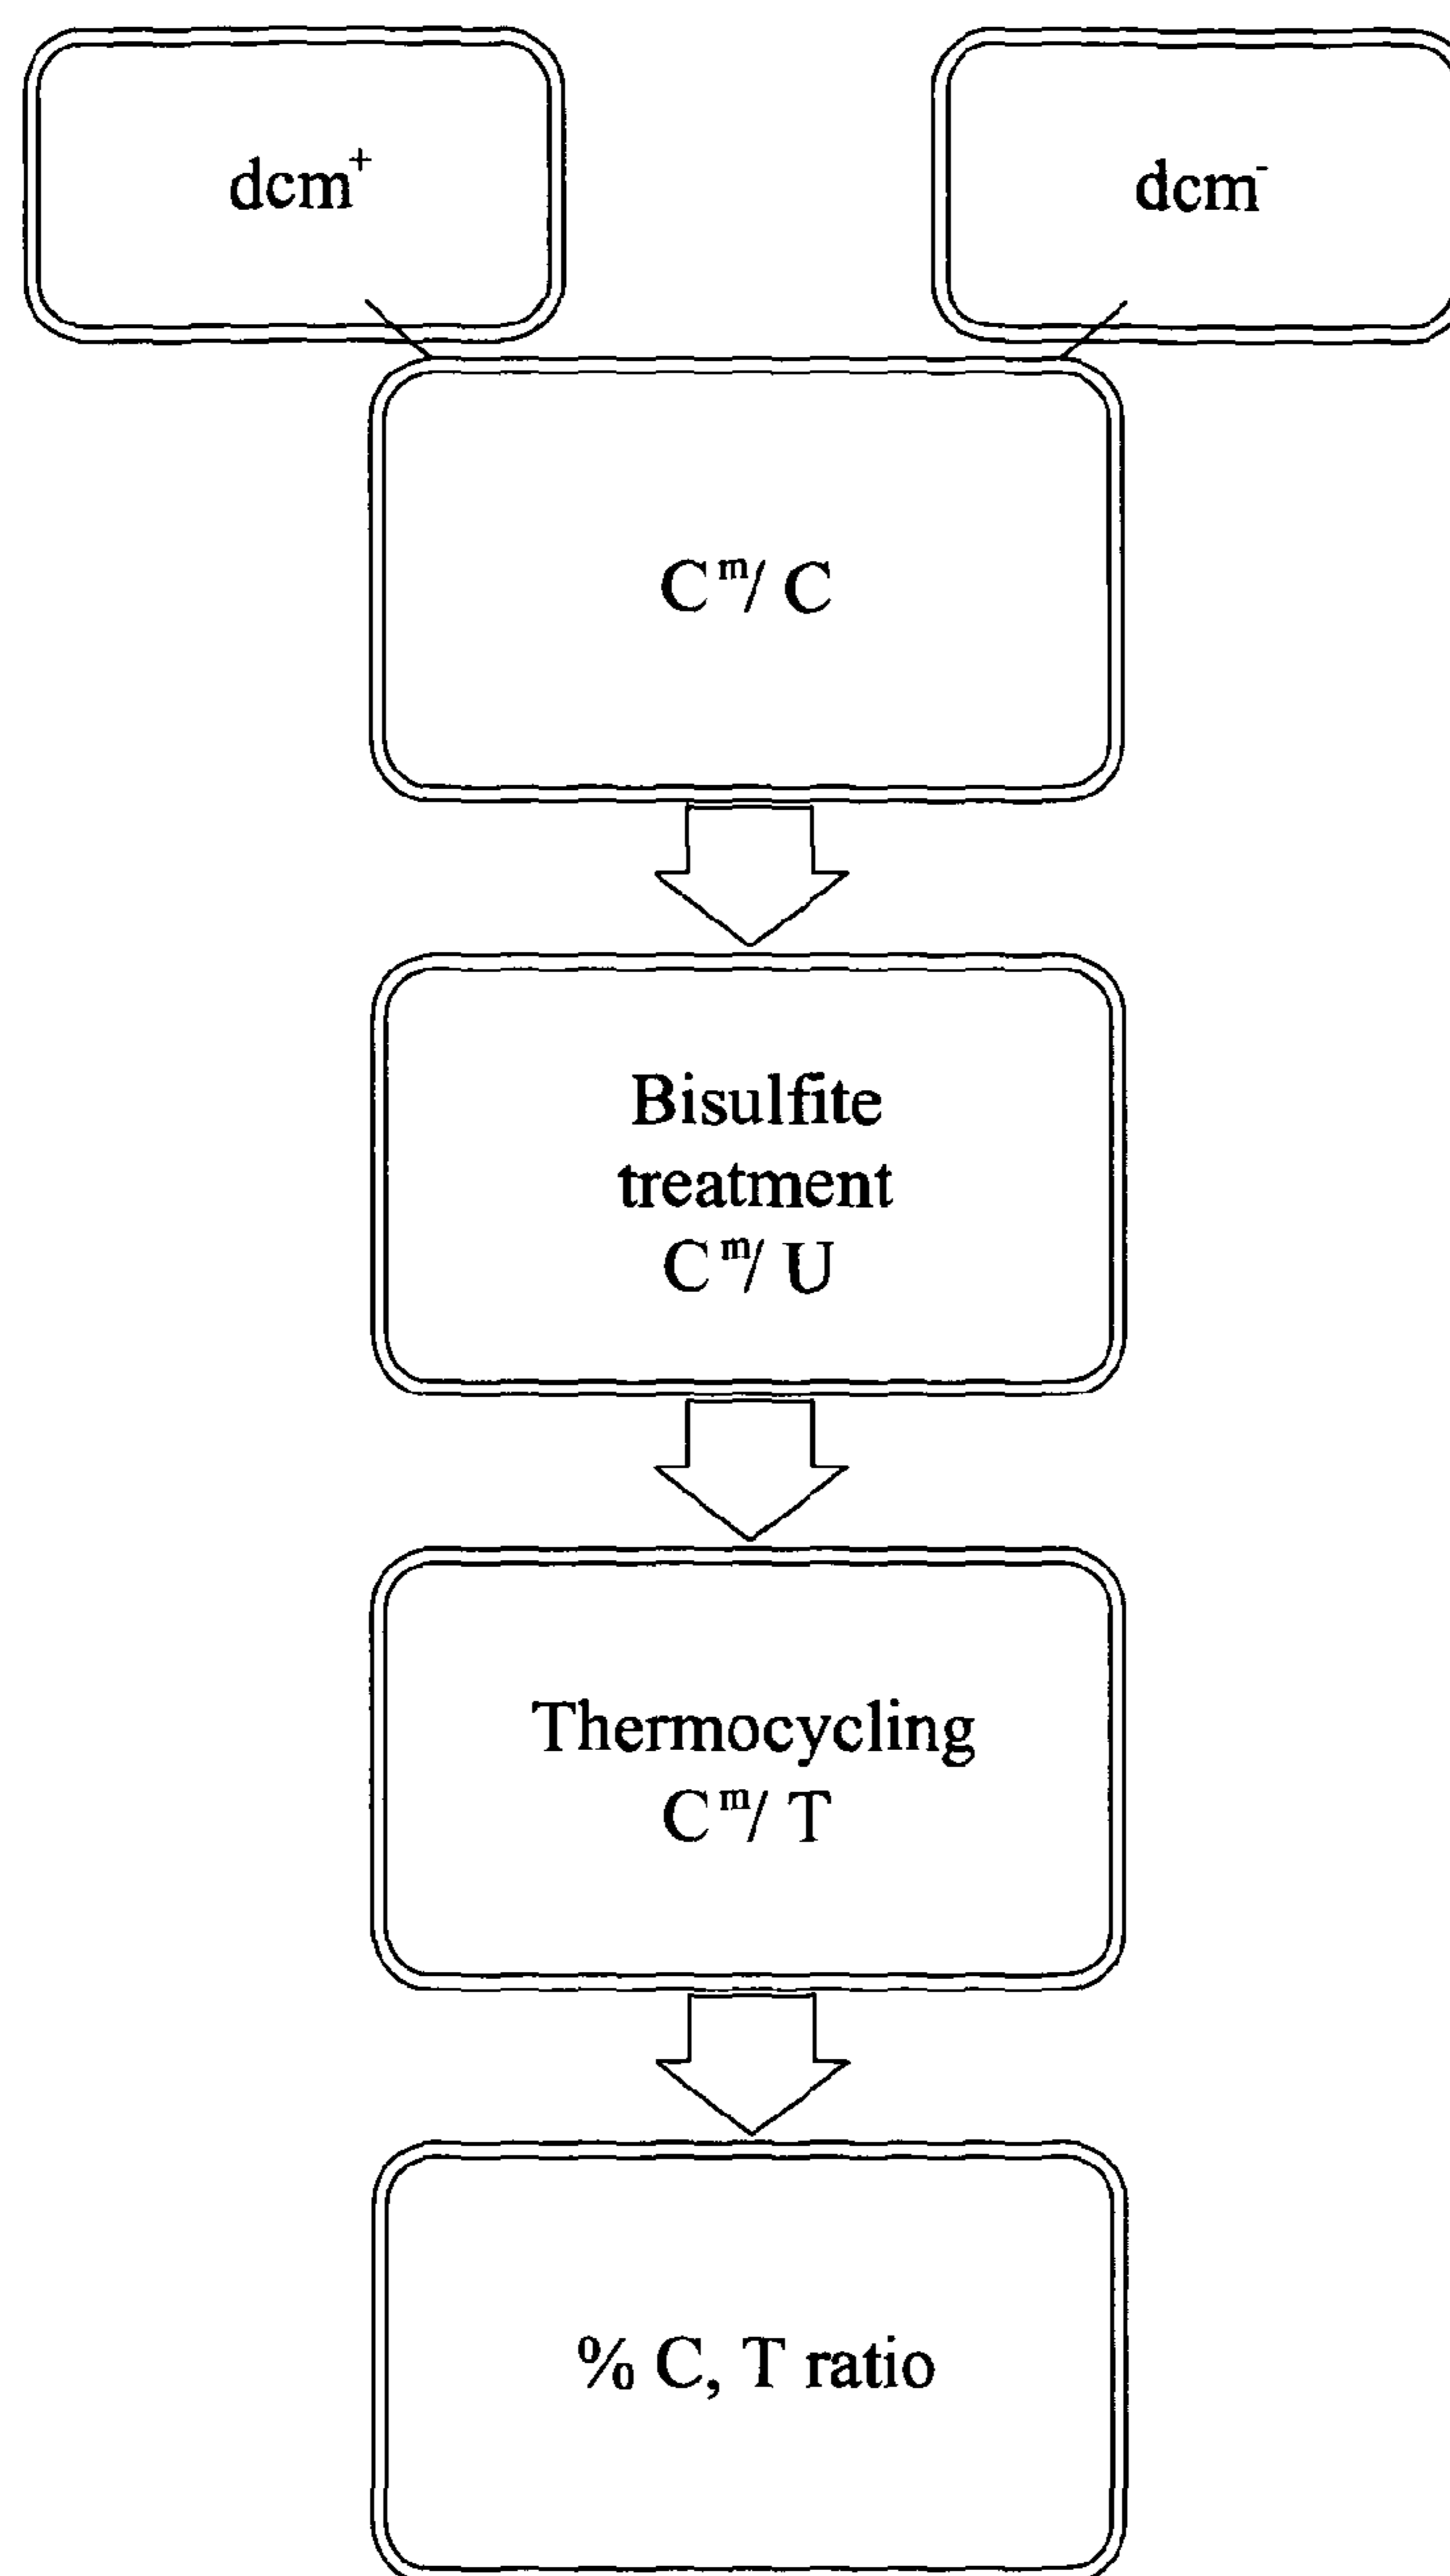 dcm⁺
dcm⁻
Cᵐ/ C
Bisulfite
treatment
Cᵐ/ U
Thermocycling
Cᵐ/ T
% C, T ratio